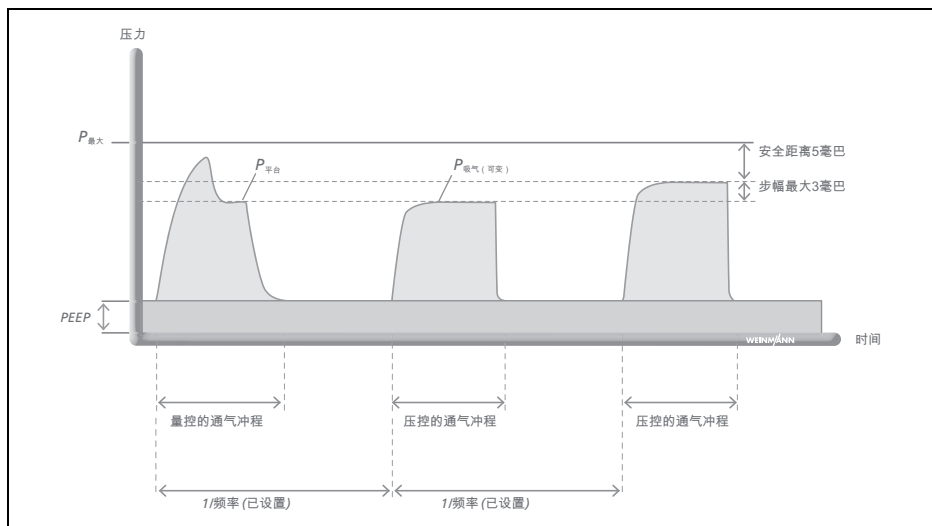 压力
P最大
P平台
P吸气（可变）
安全距离5毫巴
步幅最大3毫巴
PEEP
WEINMANN
时间
量控的通气冲程
压控的通气冲程
压控的通气冲程
1/频率 (已设置)
1/频率 (已设置)